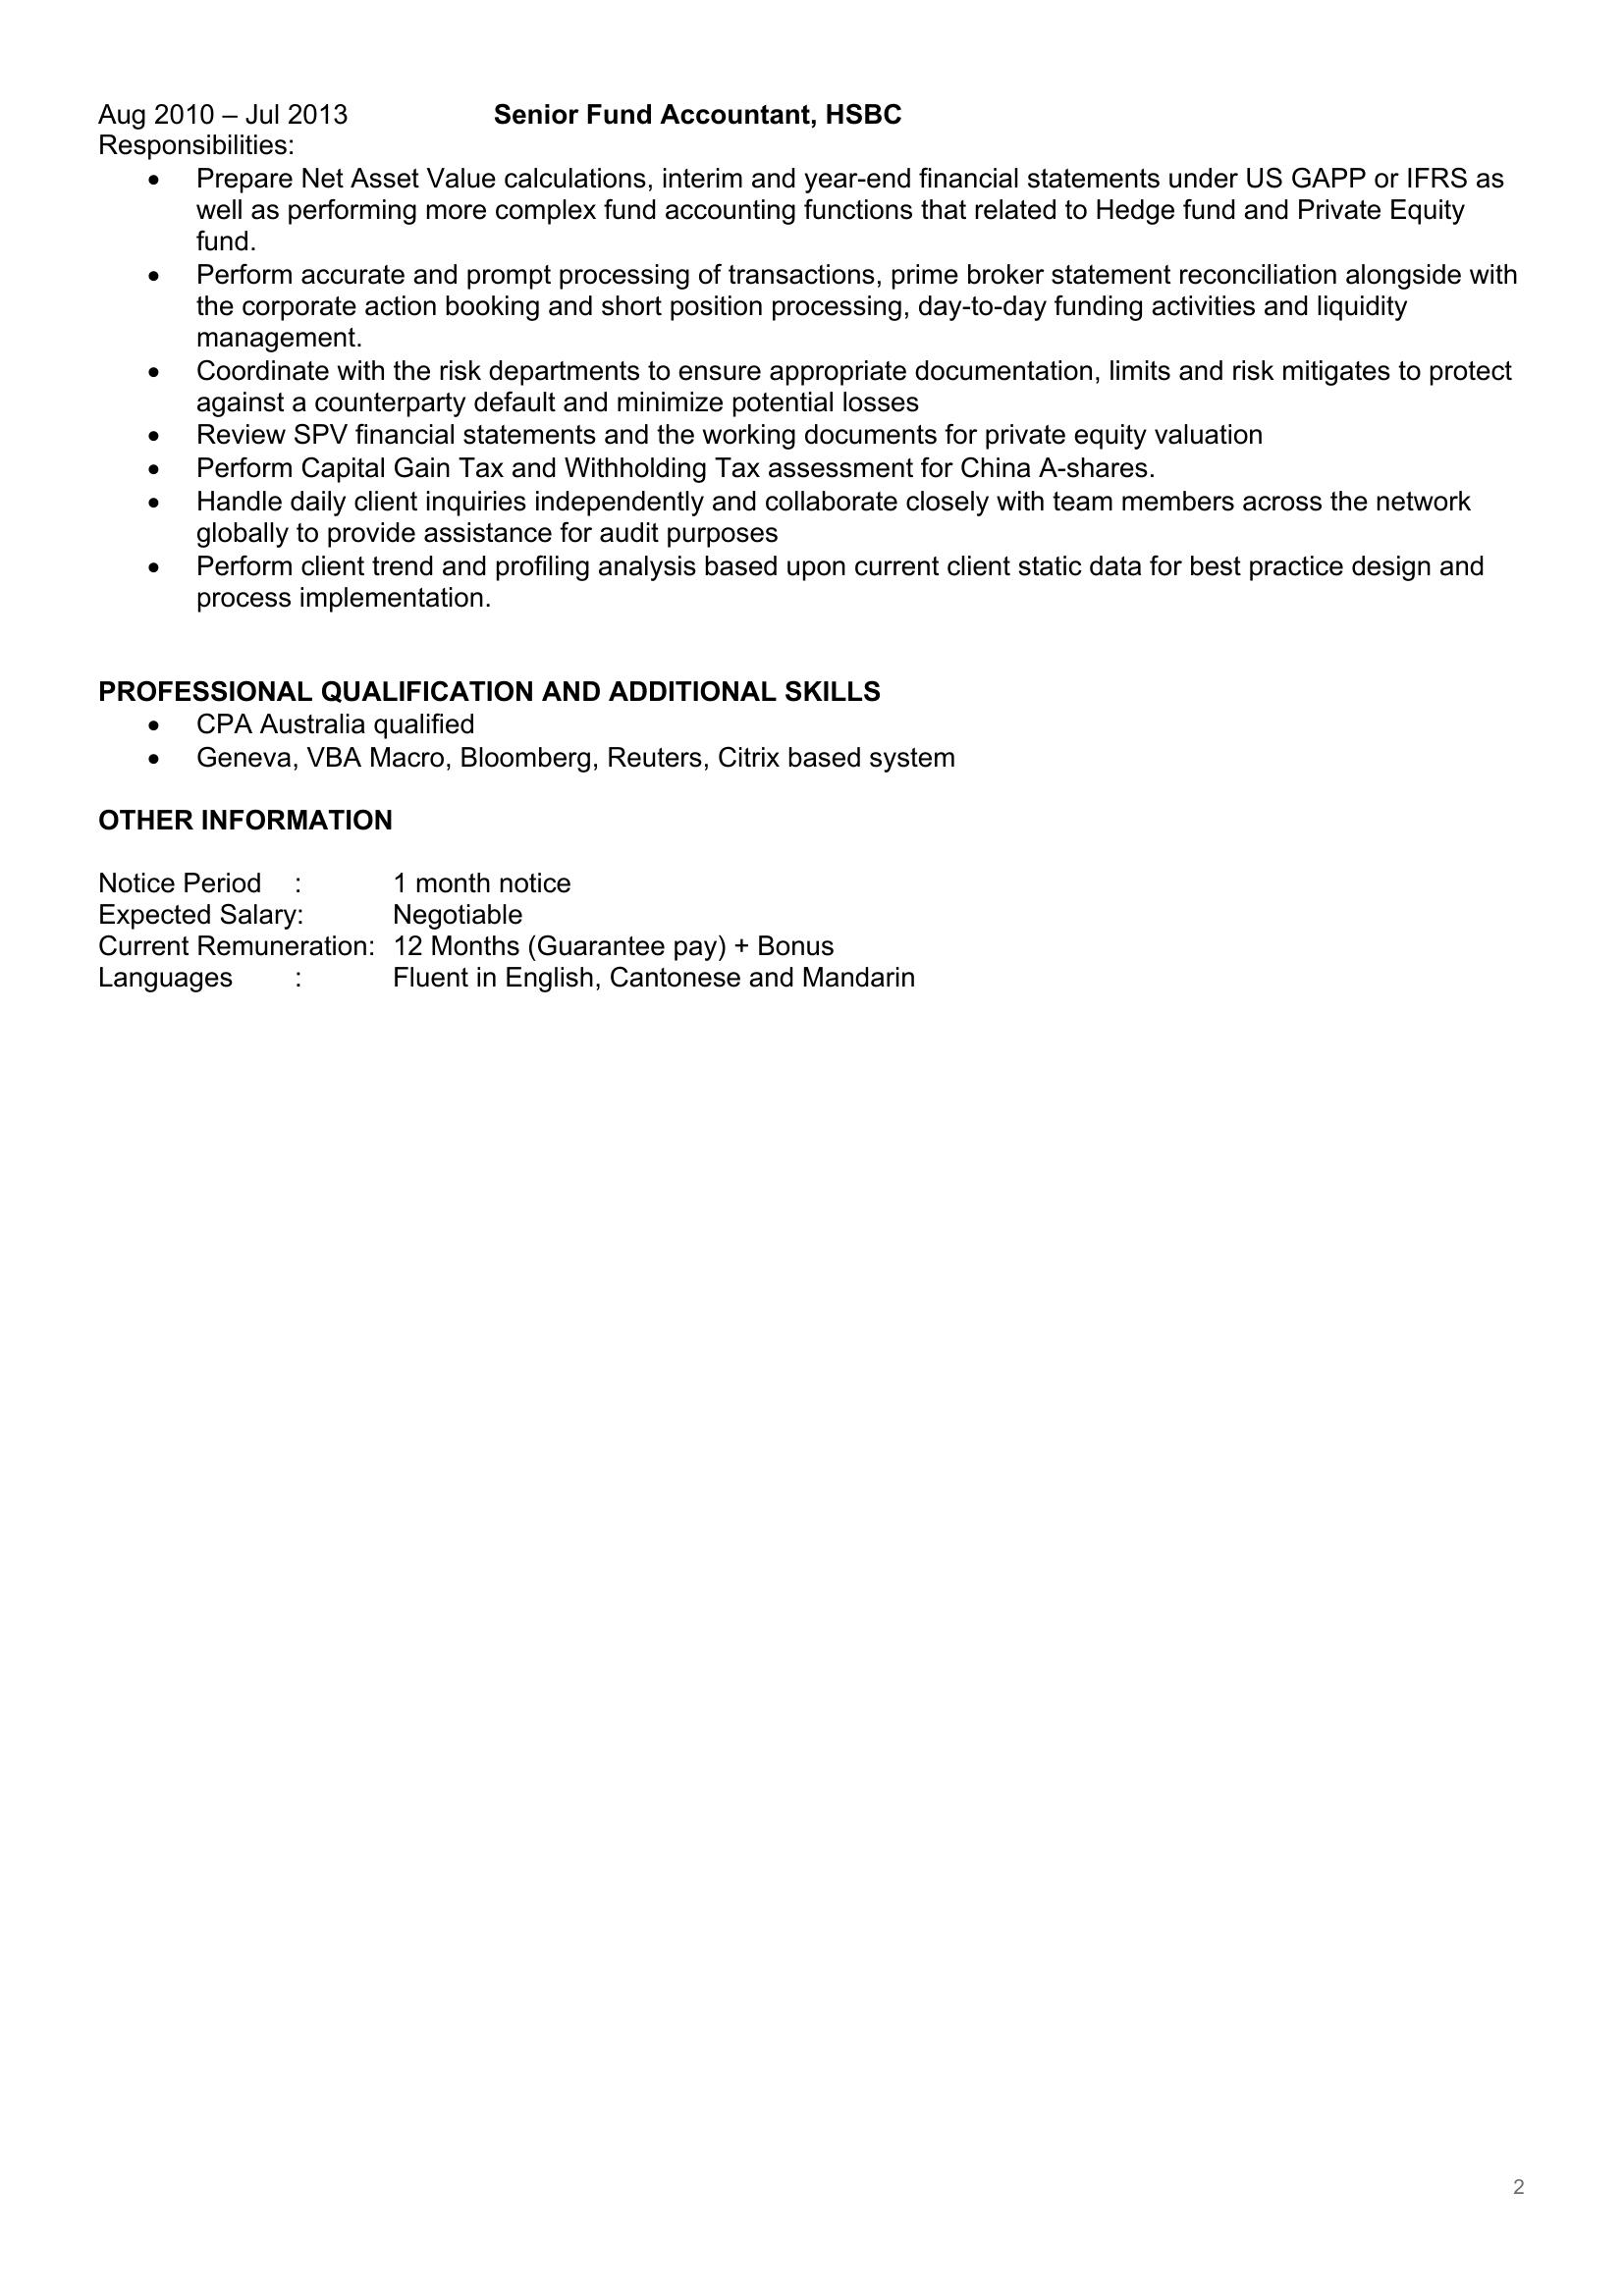 Aug 2010 – Jul 2013 Senior Fund Accountant, HSBC
Responsibilities:
• Prepare Net Asset Value calculations, interim and year-end financial statements under US GAPP or IFRS as
well as performing more complex fund accounting functions that related to Hedge fund and Private Equity
fund.
• Perform accurate and prompt processing of transactions, prime broker statement reconciliation alongside with
the corporate action booking and short position processing, day-to-day funding activities and liquidity
management.
• Coordinate with the risk departments to ensure appropriate documentation, limits and risk mitigates to protect
against a counterparty default and minimize potential losses
• Review SPV financial statements and the working documents for private equity valuation
• Perform Capital Gain Tax and Withholding Tax assessment for China A-shares.
• Handle daily client inquiries independently and collaborate closely with team members across the network
globally to provide assistance for audit purposes
• Perform client trend and profiling analysis based upon current client static data for best practice design and
process implementation.
PROFESSIONAL QUALIFICATION AND ADDITIONAL SKILLS
• CPA Australia qualified
• Geneva, VBA Macro, Bloomberg, Reuters, Citrix based system
OTHER INFORMATION
Notice Period : 1 month notice
Expected Salary: Negotiable
Current Remuneration: 12 Months (Guarantee pay) + Bonus
Languages : Fluent in English, Cantonese and Mandarin
2